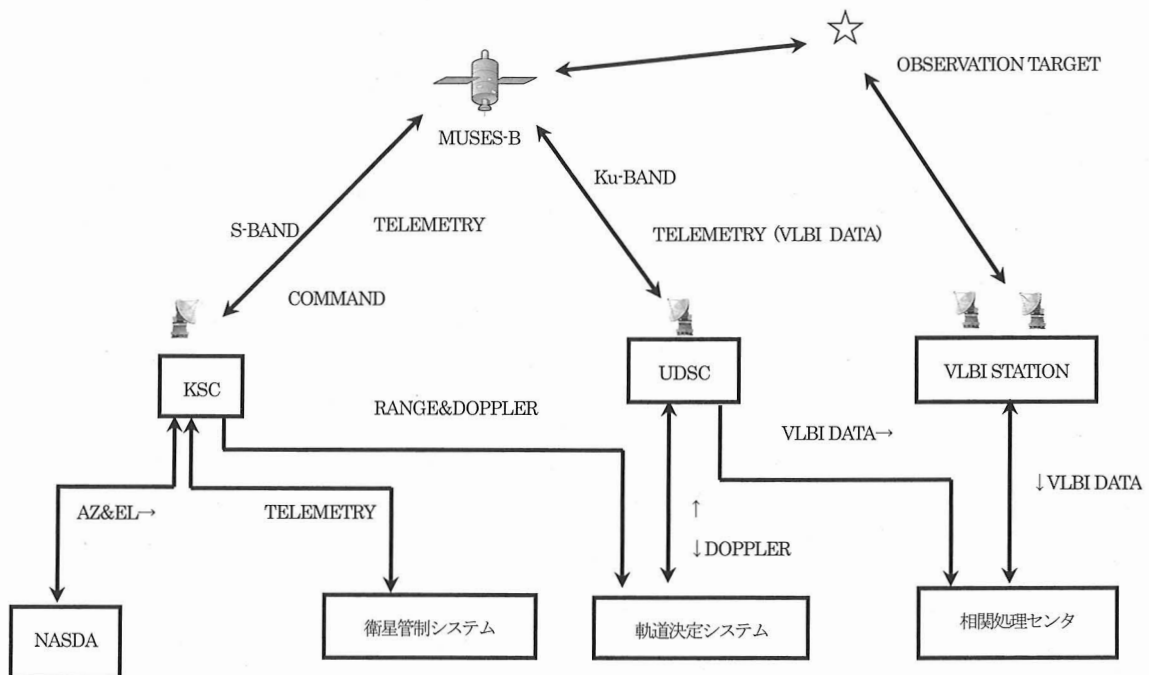 OBSERVATION TARGET
MUSES-B
Ku-BAND
S-BAND
TELEMETRY
TELEMETRY (VLBI DATA)
COMMAND
KSC
UDSC
VLBI STATION
RANGE&DOPPLER
VLBI DATA→
AZ&EL→
TELEMETRY
↑
↓DOPPLER
↓VLBI DATA
NASDA
衛星管制システム
軌道決定システム
相関処理センタ